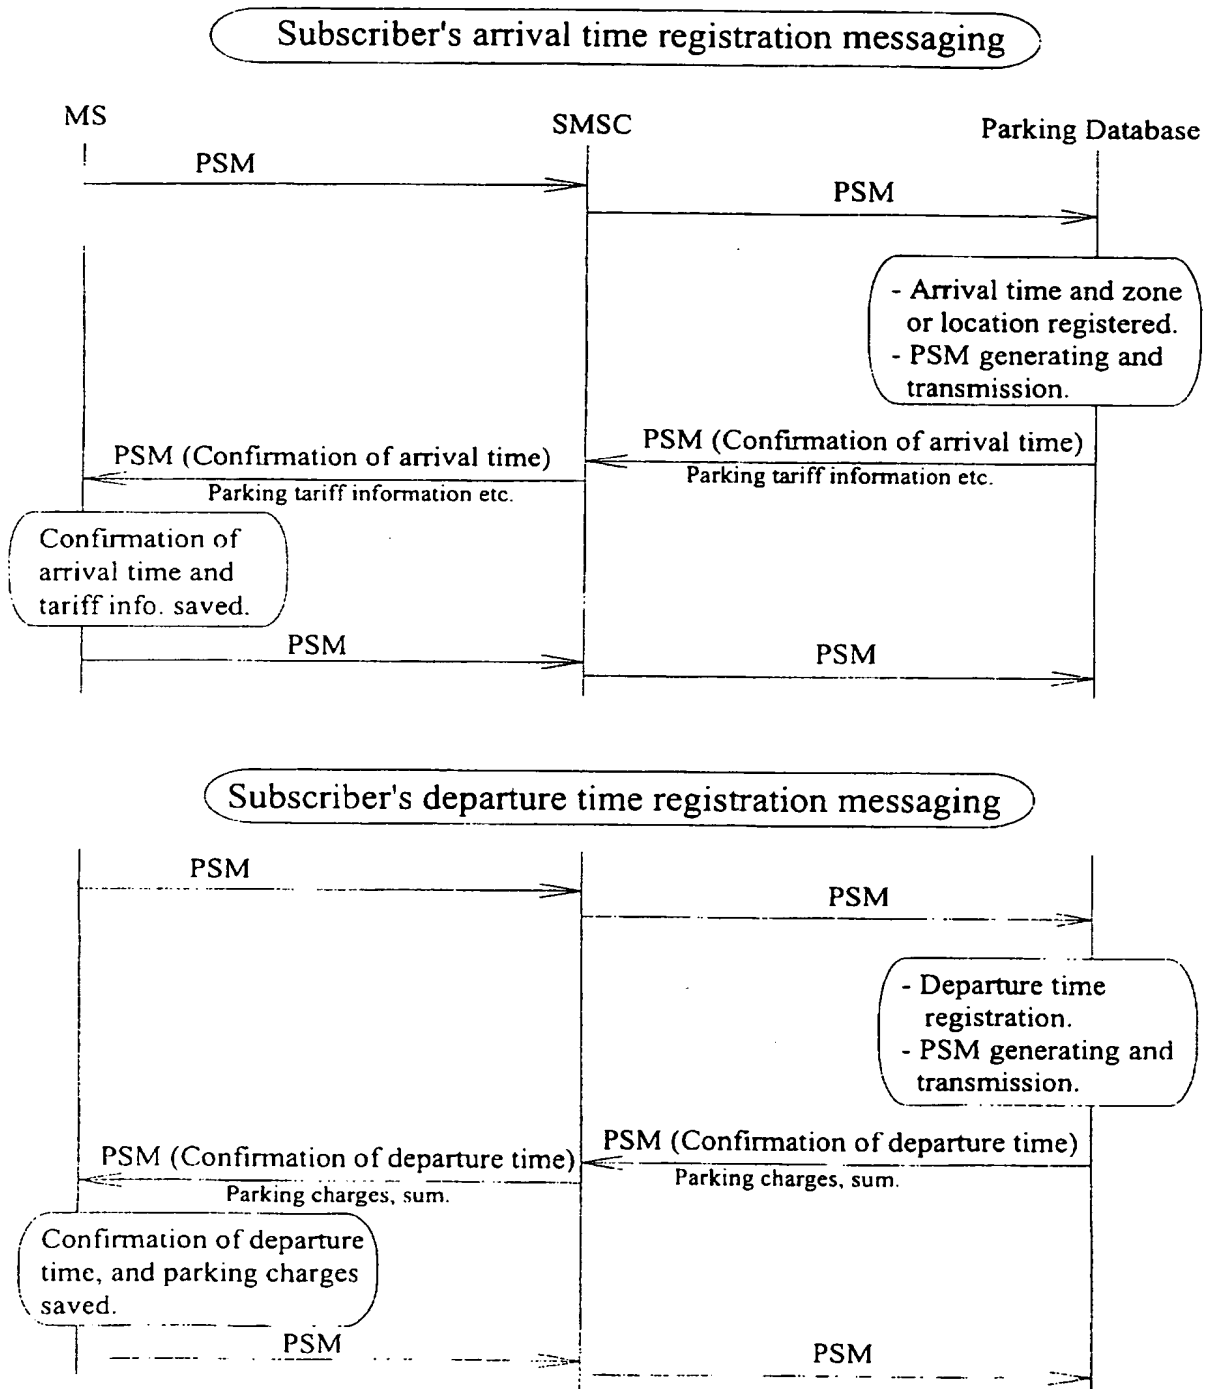 Subscriber's arrival time registration messaging
MS
SMSC
Parking Database
PSM
PSM
- Arrival time and zone
or location registered.
- PSM generating and
transmission.
PSM (Confirmation of arrival time)
Parking tariff information etc.
PSM (Confirmation of arrival time)
Parking tariff information etc.
Confirmation of
arrival time and
tariff info. saved.
PSM
PSM
Subscriber's departure time registration messaging
PSM
PSM
- Departure time
registration.
- PSM generating and
transmission.
PSM (Confirmation of departure time)
Parking charges, sum.
PSM (Confirmation of departure time)
Parking charges, sum.
Confirmation of departure
time, and parking charges
saved.
PSM
PSM